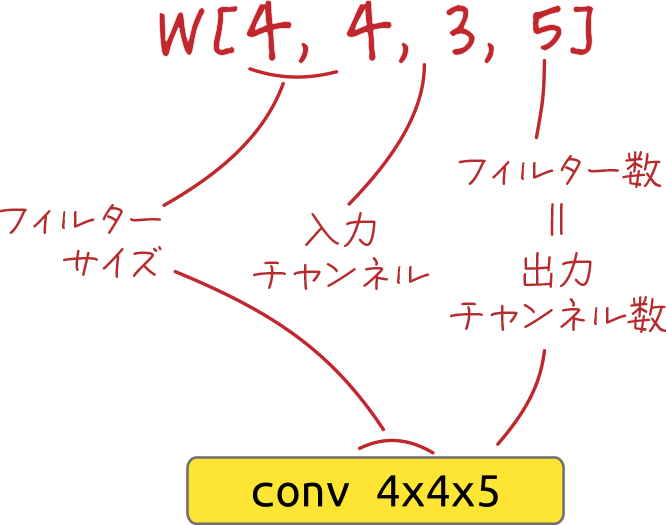 W[4, 4, 3, 5]
フィルター
サイズ
入力
チャンネル
フィルター数
=
出力
チャンネル数
conv 4x4x5